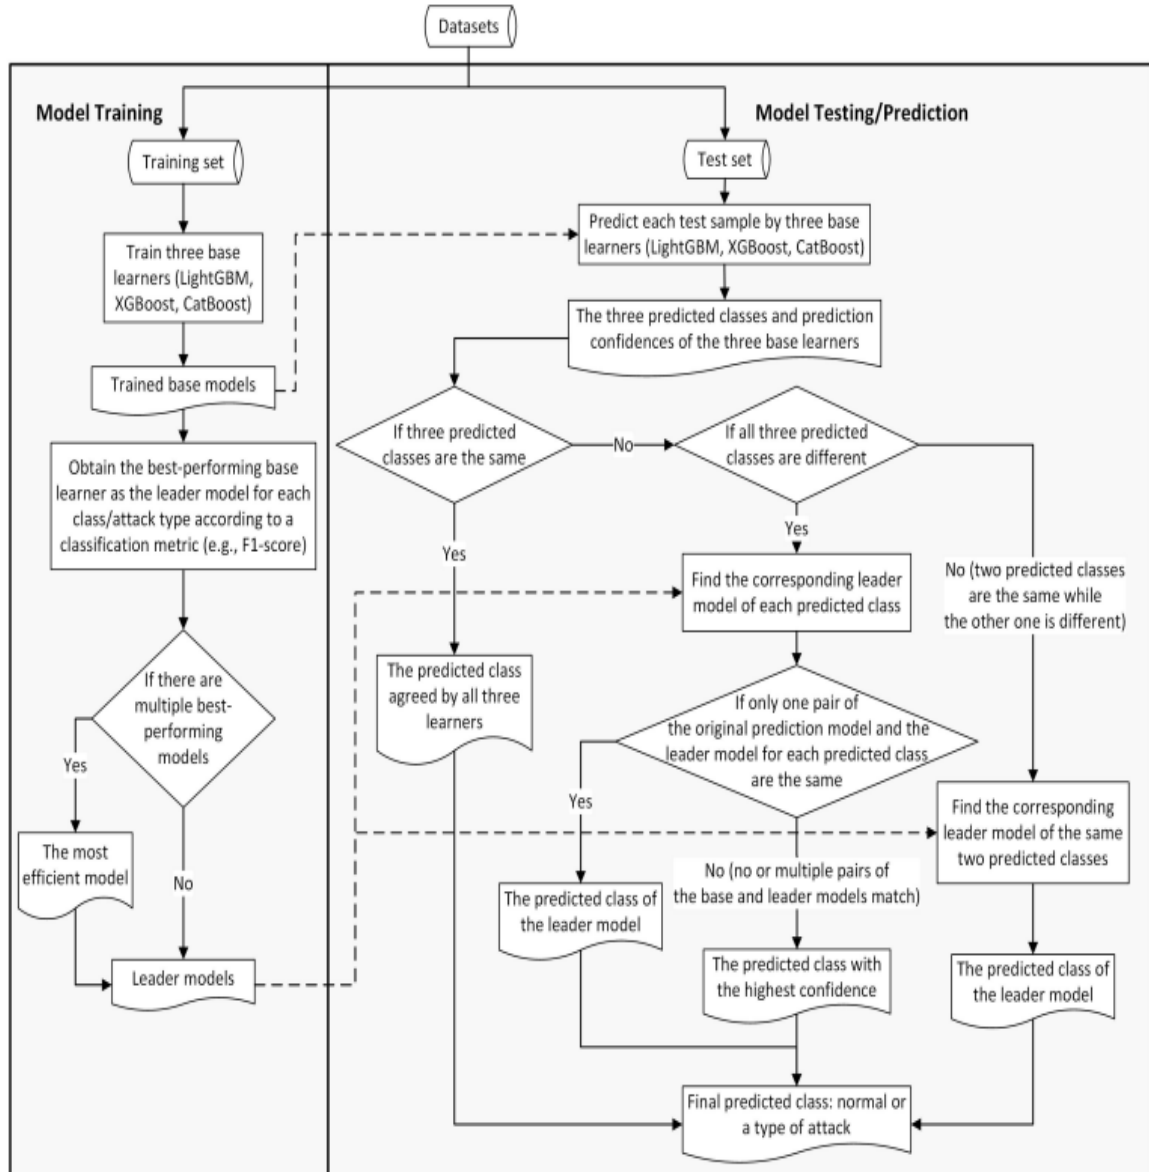 Datasets
Model Training
Training set
Train three base
learners (LightGBM,
XGBoost, CatBoost)
Trained base models
Obtain the best-performing base
learner as the leader model for each
class/attack type according to a
classification metric (e.g., F1-score)
If there are
multiple best-
performing
models
Yes
The most
efficient model
No
Leader models
Model Testing/Prediction
Test set
Predict each test sample by three base
learners (LightGBM, XGBoost, CatBoost)
The three predicted classes and prediction
confidences of the three base learners
If three predicted
classes are the same
No
If all three predicted
classes are different
Yes
The predicted class
agreed by all three
learners
Yes
Find the corresponding leader
model of each predicted class
If only one pair of
the original prediction model and the
leader model for each predicted class
are the same
Yes
The predicted class of
the leader model
No (no or multiple pairs of
the base and leader models match)
The predicted class with
the highest confidence
No (two predicted classes
are the same while
the other one is different)
Find the corresponding
leader model of the same
two predicted classes
The predicted class of
the leader model
Final predicted class: normal or
a type of attack